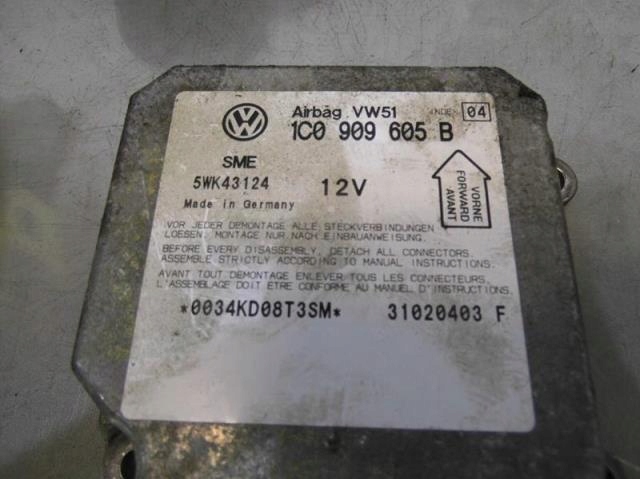 Airbag VW51 INDEX 04
1C0 909 605 B
SME
5WK43124 12V
Made in Germany
VORNE
FORWARD
AVANT
VOR JEDER DEMONTAGE ALLE STECKVERBINDUNGEN
LOESEN. MONTAGE NUR NACH EINBAUANWEISUNG.
BEFORE EVERY DISASSEMBLY, DETACH ALL CONNECTORS.
ASSEMBLE STRICTLY ACCORDING TO MANUAL INSTRUCTIONS.
AVANT TOUT DEMONTAGE ENLEVER TOUS LES CONNECTEURS.
L'ASSEMBLAGE DOIT ETRE CONFORME AU MANUEL D'INSTRUCTIONS.
*0034KD08T3SM* 31020403 F